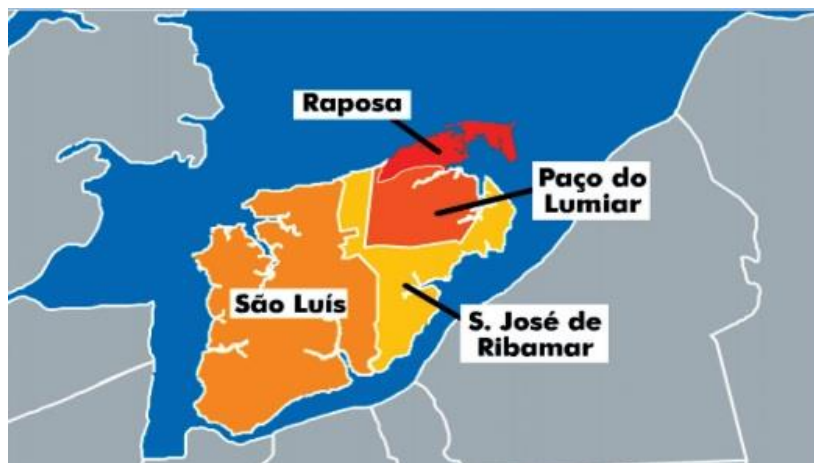 Raposa
Paço do
Lumiar
São Luís
S. José de
Ribamar